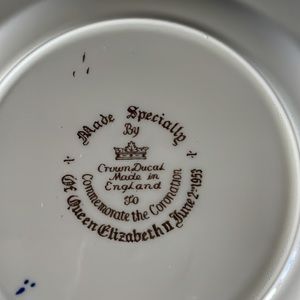 Made Specially
By
Crown Ducal
Made in
England
To
Commemorate the Coronation
Of Queen Elizabeth II June 2nd 1953